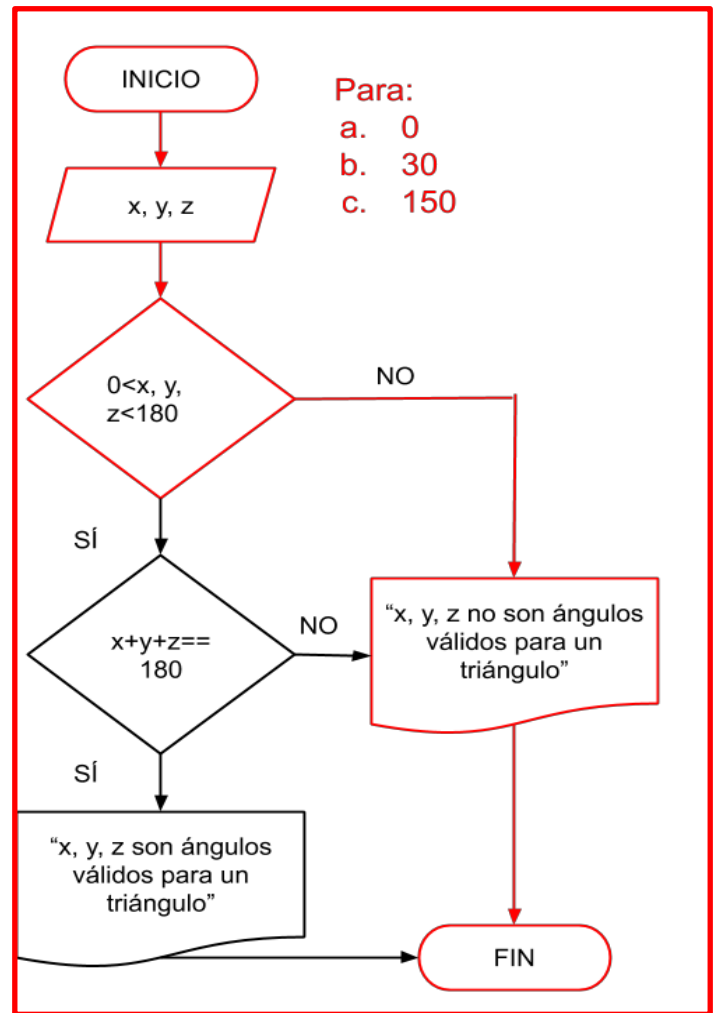 INICIO
Para:
a. 0
b. 30
c. 150
x, y, z
0<x, y,
z<180
NO
SÍ
x+y+z==
180
NO
“x, y, z no son ángulos
válidos para un
triángulo”
SÍ
“x, y, z son ángulos
válidos para un
triángulo”
FIN